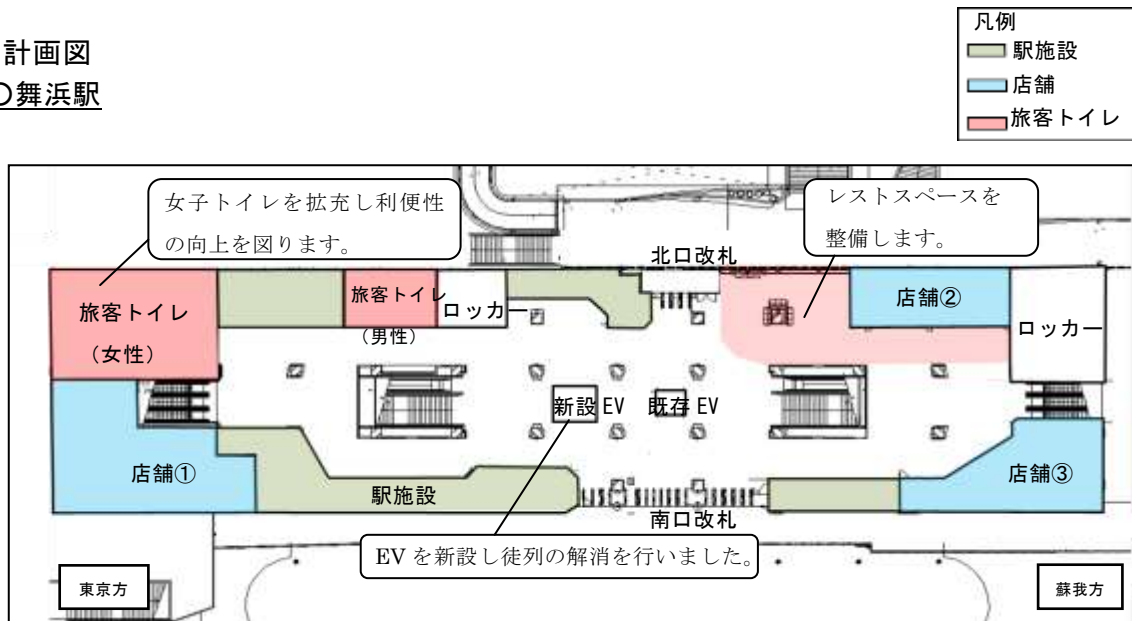 凡例
駅施設
店舗
旅客トイレ
計画図
〇舞浜駅
女子トイレを拡充し利便性
の向上を図ります。
レストスペースを
整備します。
北口改札
旅客トイレ
（女性）
旅客トイレ
（男性）
ロッカー
店舗②
ロッカー
新設 EV
既存 EV
店舗①
駅施設
店舗③
南口改札
EV を新設し徒列の解消を行いました。
東京方
蘇我方